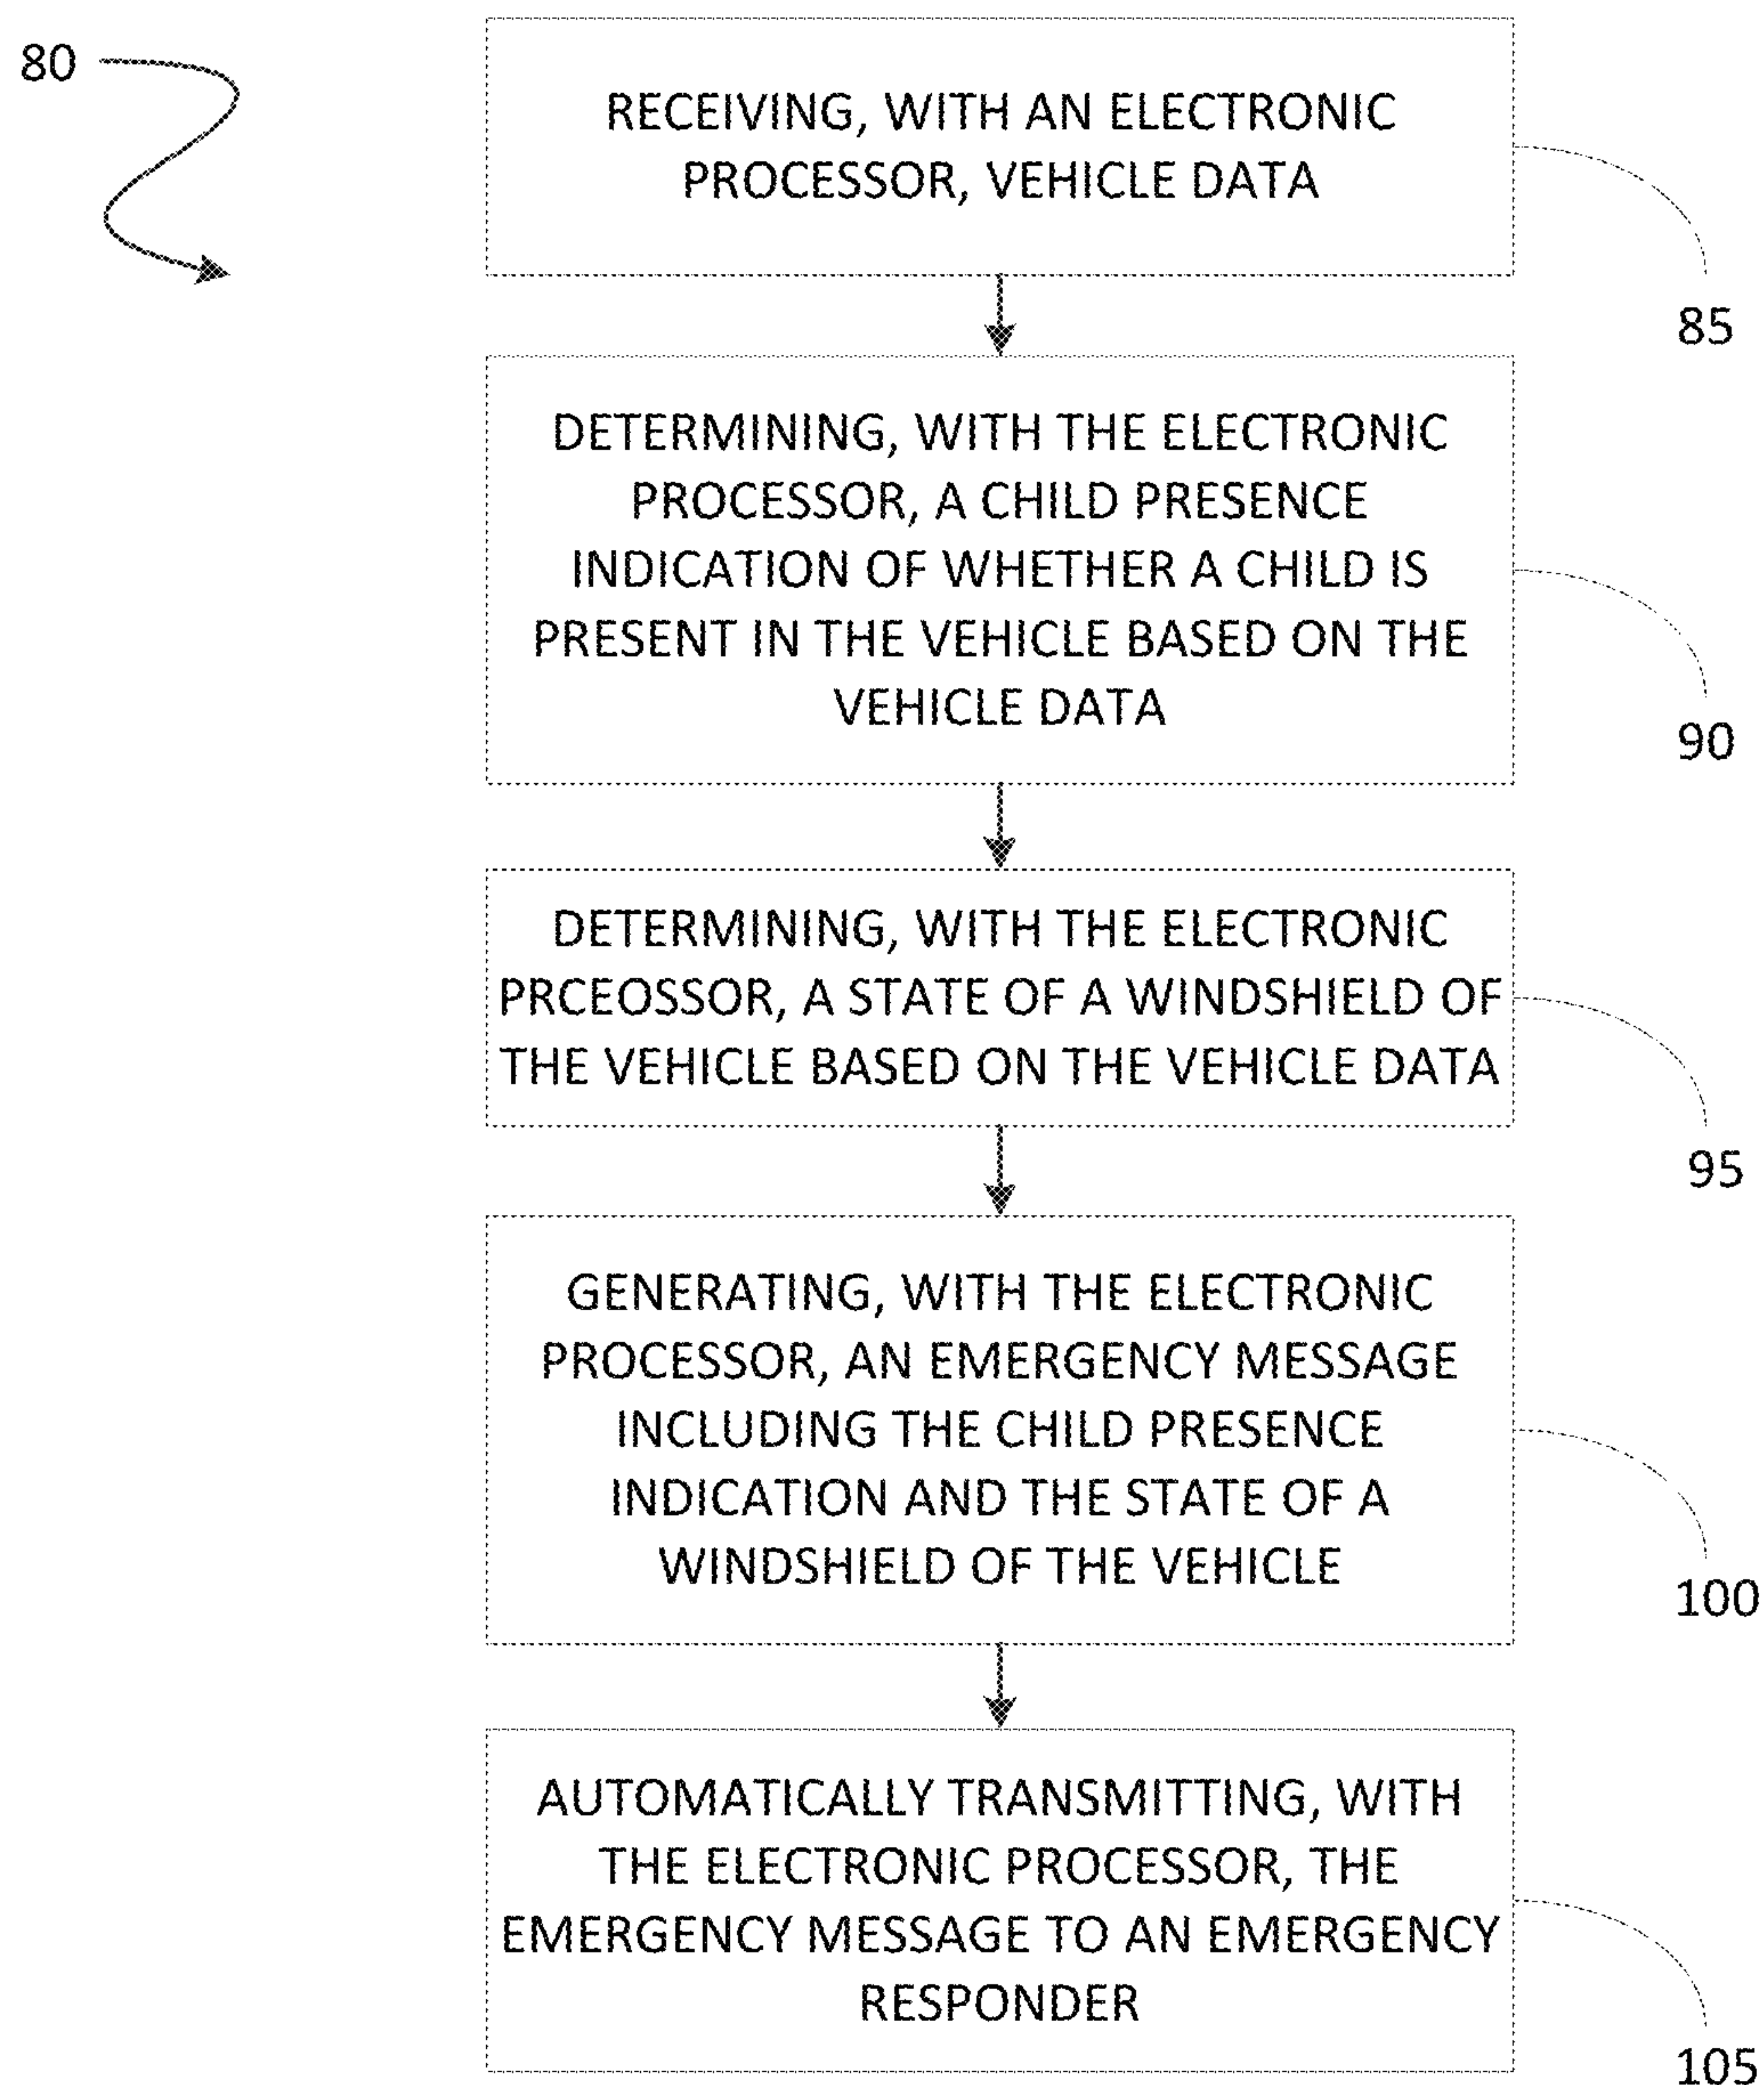 80
RECEIVING, WITH AN ELECTRONIC
PROCESSOR, VEHICLE DATA
85
DETERMINING, WITH THE ELECTRONIC
PROCESSOR, A CHILD PRESENCE
INDICATION OF WHETHER A CHILD IS
PRESENT IN THE VEHICLE BASED ON THE
VEHICLE DATA
90
DETERMINING, WITH THE ELECTRONIC
PRCEOSSOR, A STATE OF A WINDSHIELD OF
THE VEHICLE BASED ON THE VEHICLE DATA
95
GENERATING, WITH THE ELECTRONIC
PROCESSOR, AN EMERGENCY MESSAGE
INCLUDING THE CHILD PRESENCE
INDICATION AND THE STATE OF A
WINDSHIELD OF THE VEHICLE
100
AUTOMATICALLY TRANSMITTING, WITH
THE ELECTRONIC PROCESSOR, THE
EMERGENCY MESSAGE TO AN EMERGENCY
RESPONDER
105